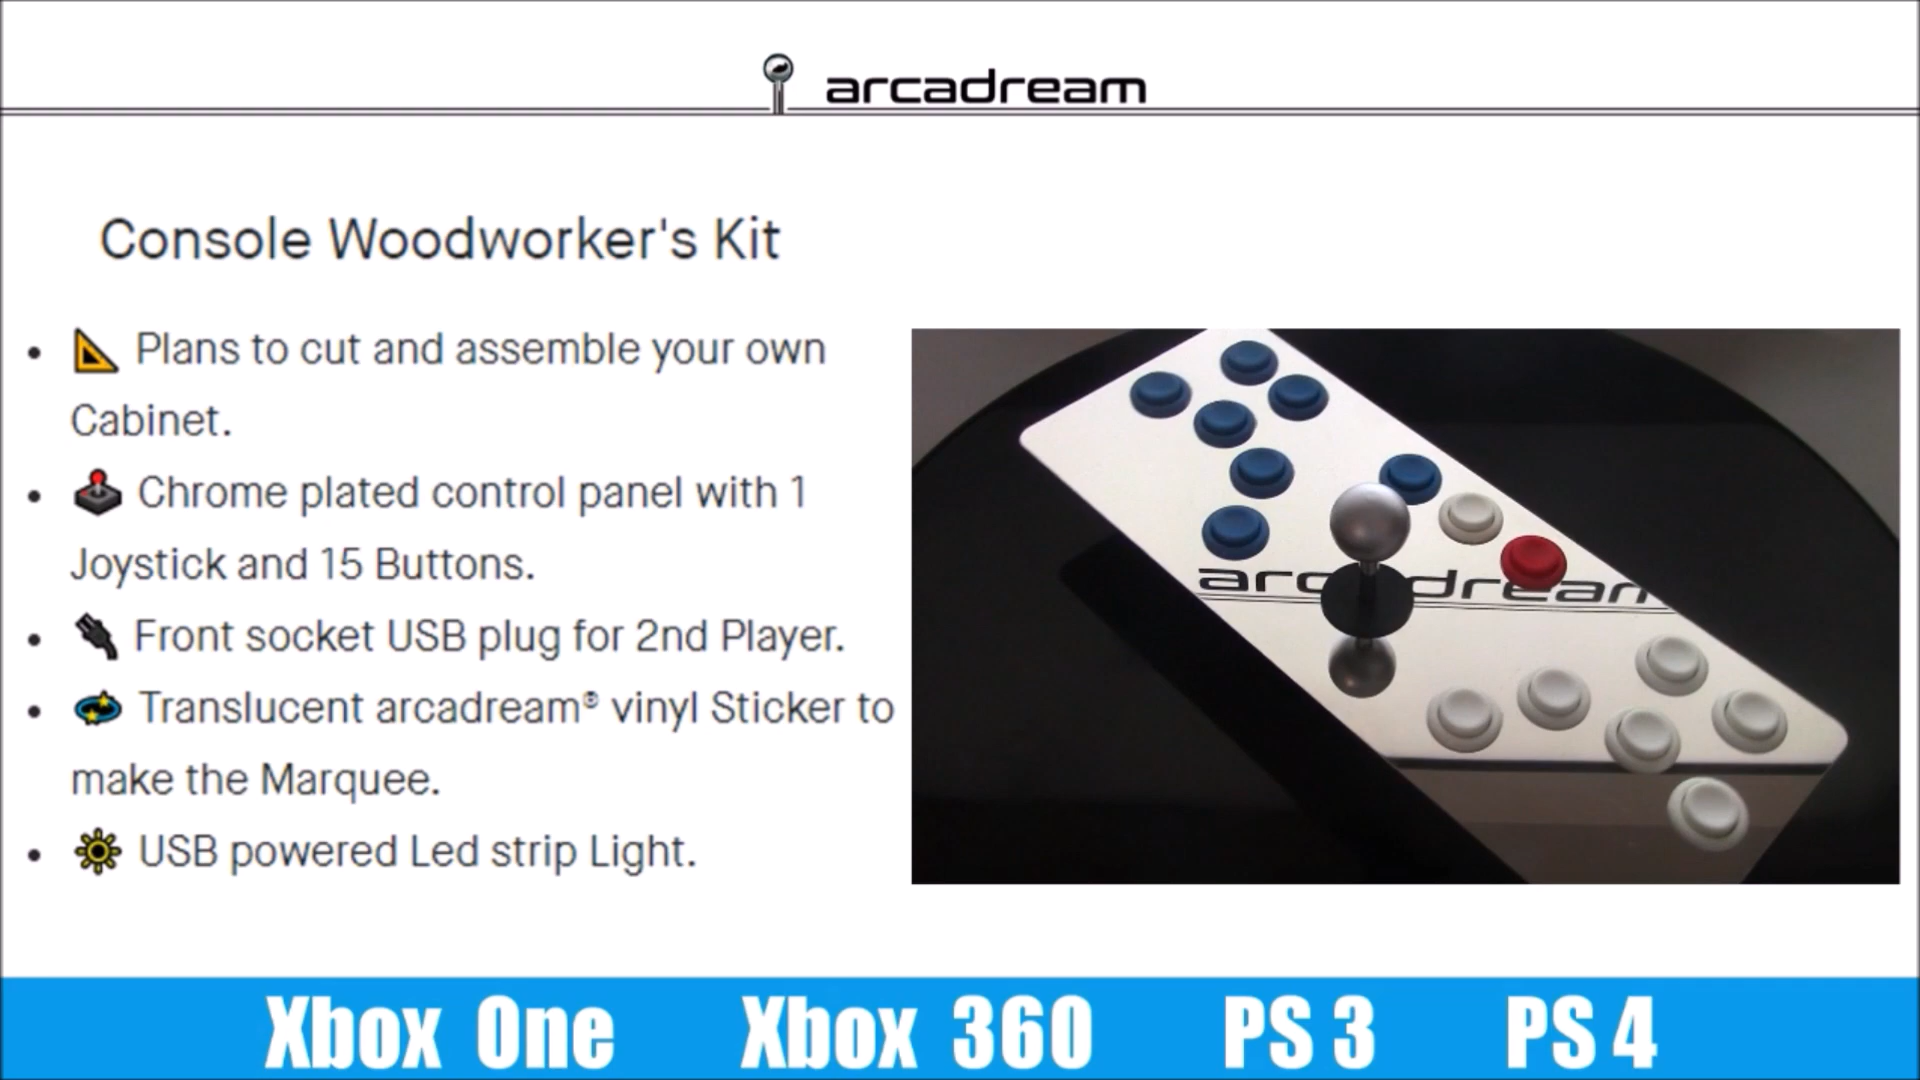 arcadream
Console Woodworker's Kit
• Plans to cut and assemble your own
Cabinet.
• Chrome plated control panel with 1
Joystick and 15 Buttons.
• Front socket USB plug for 2nd Player.
• Translucent arcadream® vinyl Sticker to
make the Marquee.
• USB powered Led strip Light.
arcadream
Xbox One Xbox 360 PS 3 PS 4